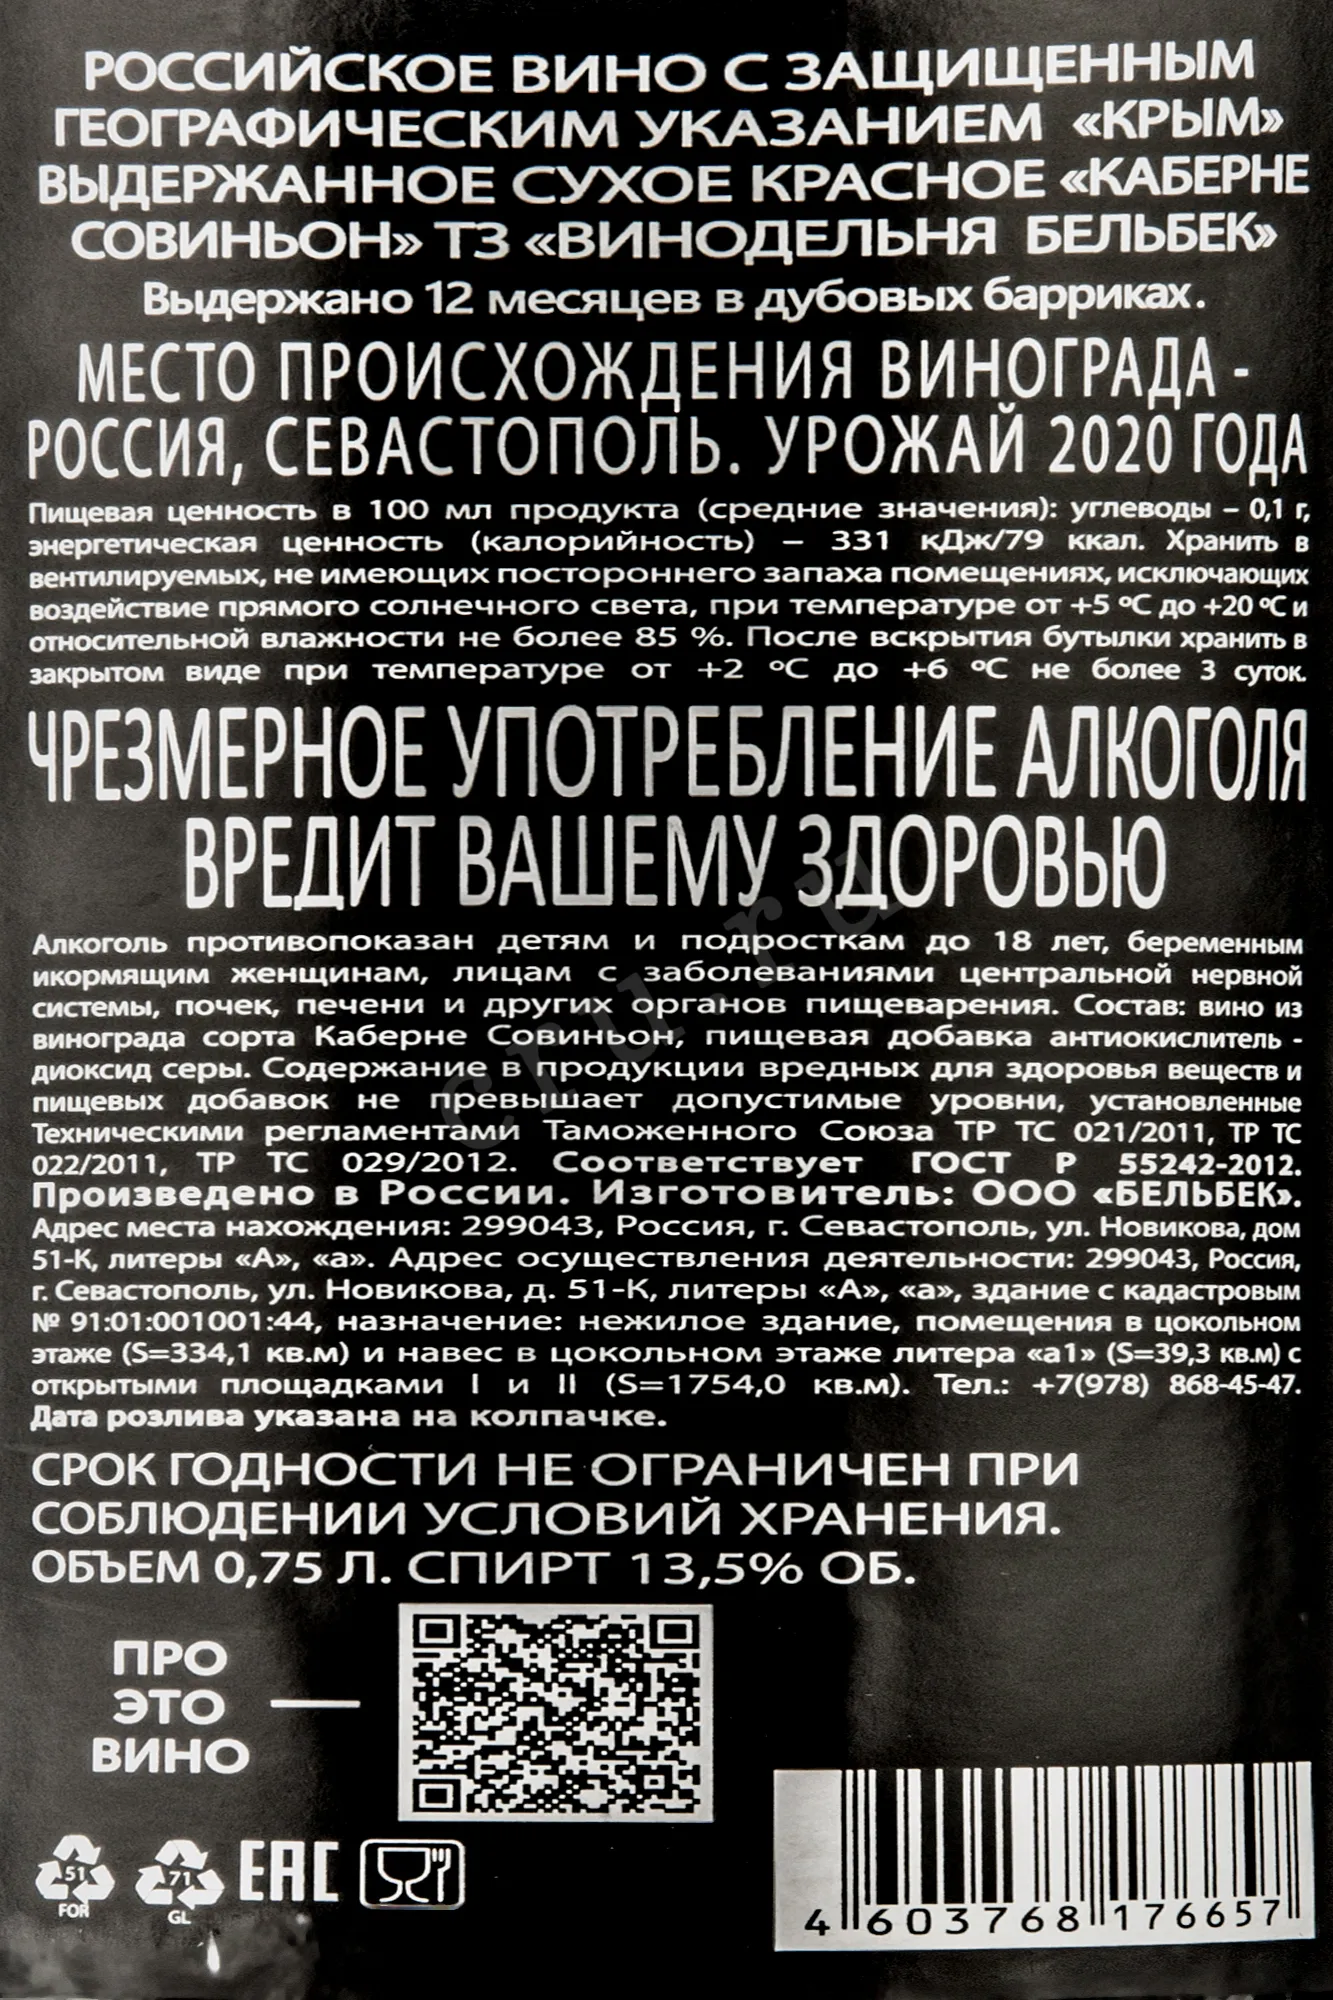 РОССИЙСКОЕ ВИНО С ЗАЩИЩЕННЫМ
ГЕОГРАФИЧЕСКИМ УКАЗАНИЕМ «КРЫМ»
ВЫДЕРЖАННОЕ СУХОЕ КРАСНОЕ «КАБЕРНЕ
СОВИНЬОН» ТЗ «ВИНОДЕЛЬНЯ БЕЛЬБЕК»
Выдержано 12 месяцев в дубовых барриках.
МЕСТО ПРОИСХОЖДЕНИЯ ВИНОГРАДА -
РОССИЯ, СЕВАСТОПОЛЬ. УРОЖАЙ 2020 ГОДА
Пищевая ценность в 100 мл продукта (средние значения): углеводы – 0,1 г,
энергетическая ценность (калорийность) – 331 кДж/79 ккал. Хранить в
вентилируемых, не имеющих постороннего запаха помещениях, исключающих
воздействие прямого солнечного света, при температуре от +5 ºС до +20 ºС и
относительной влажности не более 85 %. После вскрытия бутылки хранить в
закрытом виде при температуре от +2 ºС до +6 ºС не более 3 суток.
ЧРЕЗМЕРНОЕ УПОТРЕБЛЕНИЕ АЛКОГОЛЯ
ВРЕДИТ ВАШЕМУ ЗДОРОВЬЮ
Алкоголь противопоказан детям и подросткам до 18 лет, беременным
икормящим женщинам, лицам с заболеваниями центральной нервной
системы, почек, печени и других органов пищеварения. Состав: вино из
винограда сорта Каберне Совиньон, пищевая добавка антиокислитель -
диоксид серы. Содержание в продукции вредных для здоровья веществ и
пищевых добавок не превышает допустимые уровни, установленные
Техническими регламентами Таможенного Союза ТР ТС 021/2011, ТР ТС
022/2011, ТР ТС 029/2012. Соответствует ГОСТ Р 55242-2012.
Произведено в России. Изготовитель: ООО «БЕЛЬБЕК».
Адрес места нахождения: 299043, Россия, г. Севастополь, ул. Новикова, дом
51-К, литеры «А», «а». Адрес осуществления деятельности: 299043, Россия,
г. Севастополь, ул. Новикова, д. 51-К, литеры «А», «а», здание с кадастровым
№ 91:01:001001:44, назначение: нежилое здание, помещения в цокольном
этаже (S=334,1 кв.м) и навес в цокольном этаже литера «а1» (S=39,3 кв.м) с
открытыми площадками I и II (S=1754,0 кв.м). Тел.: +7(978) 868-45-47.
Дата розлива указана на колпачке.
СРОК ГОДНОСТИ НЕ ОГРАНИЧЕН ПРИ
СОБЛЮДЕНИИ УСЛОВИЙ ХРАНЕНИЯ.
ОБЪЕМ 0,75 Л. СПИРТ 13,5% ОБ.
ПРО
ЭТО
ВИНО
51
FOR
71
GL
EAC
4 603768 176657
cru.ru